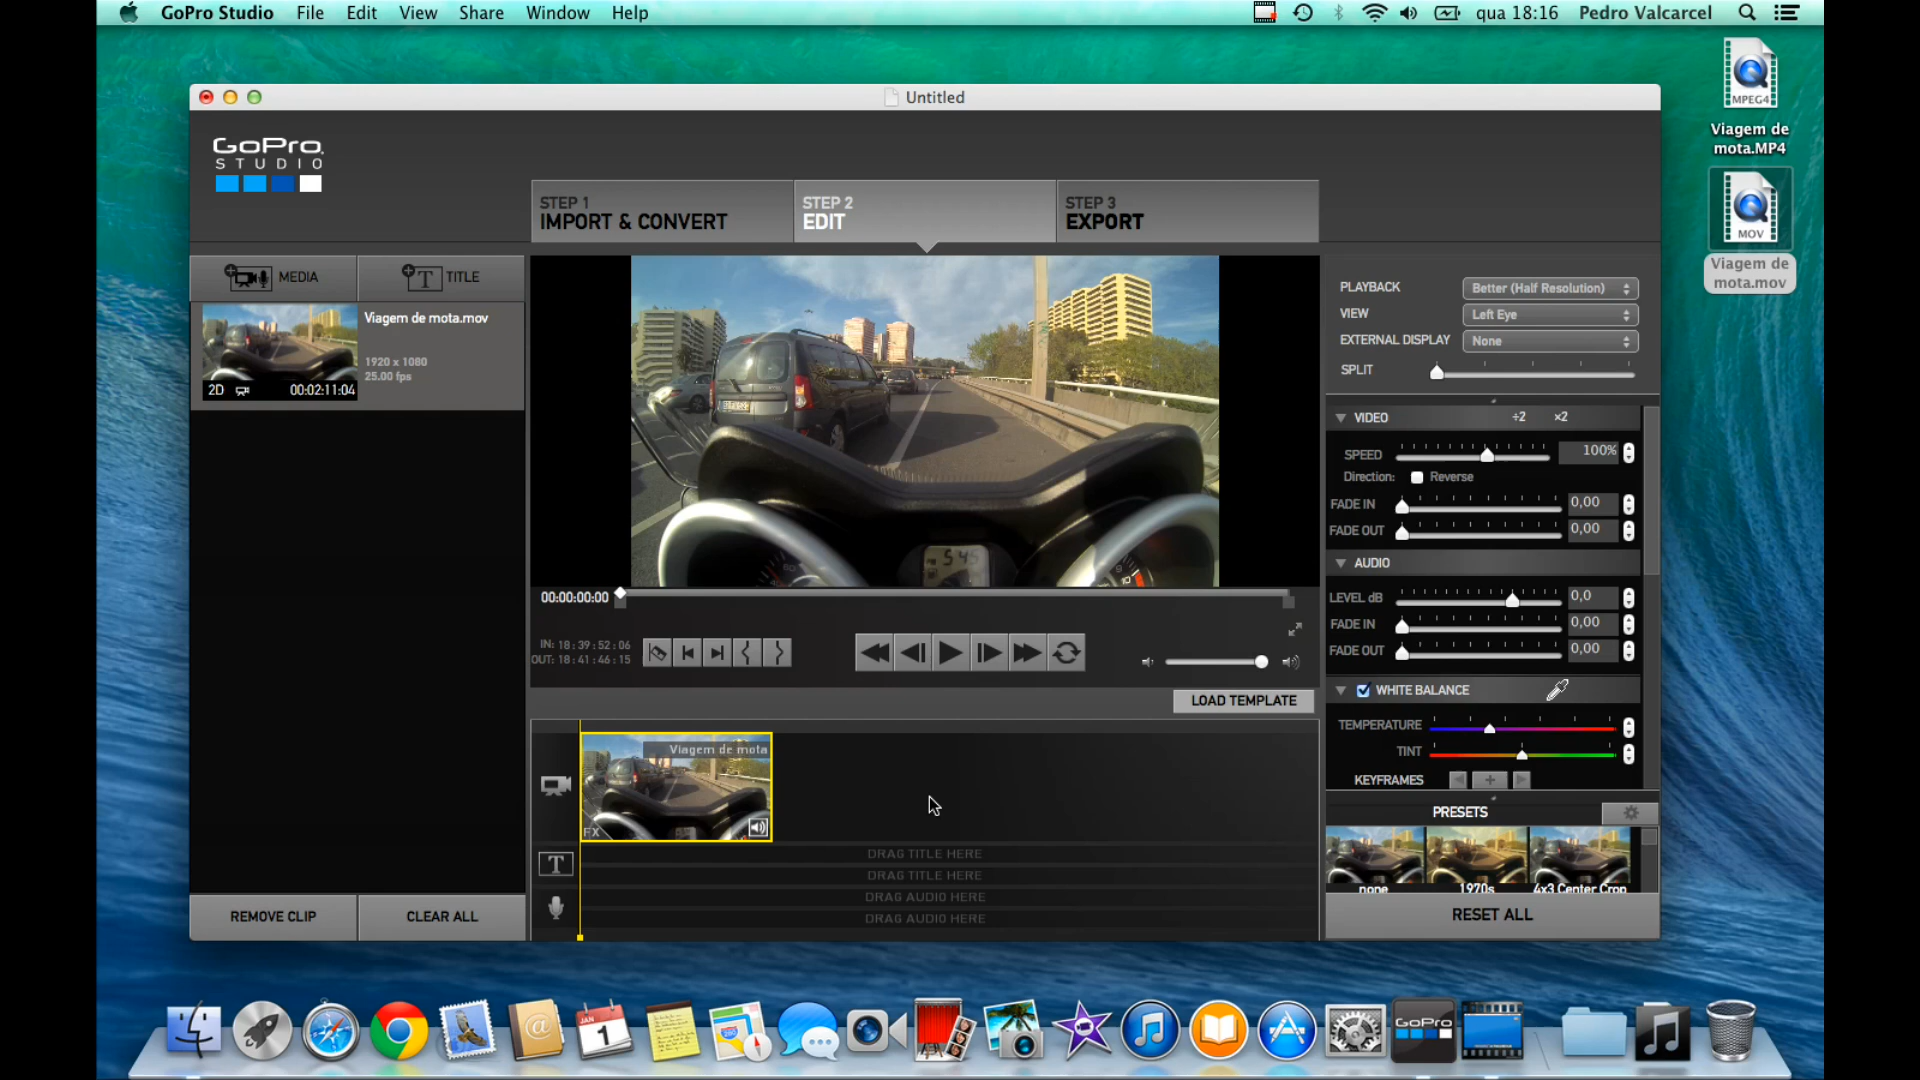 GoPro Studio File Edit View Share Window Help
qua 18:16 Pedro Valcarcel
MPEG4
Viagem de
mota.MP4
MOV
Viagem de
mota.mov
Untitled
GoPro
STUDIO
STEP 1
IMPORT & CONVERT
STEP 2
EDIT
STEP 3
EXPORT
MEDIA
TITLE
Viagem de mota.mov
1920 x 1080
25.00 fps
2D
00:02:11:04
REMOVE CLIP
CLEAR ALL
545
00:00:00:00
IN: 18:39:52:06
OUT: 18:41:46:15
LOAD TEMPLATE
Viagem de mota
FX
DRAG TITLE HERE
DRAG TITLE HERE
DRAG AUDIO HERE
DRAG AUDIO HERE
PLAYBACK Better (Half Resolution)
VIEW Left Eye
EXTERNAL DISPLAY None
SPLIT
VIDEO ÷2 ×2
SPEED 100%
Direction: Reverse
FADE IN 0,00
FADE OUT 0,00
AUDIO
LEVEL dB 0,0
FADE IN 0,00
FADE OUT 0,00
WHITE BALANCE
TEMPERATURE
TINT
KEYFRAMES
PRESETS
none 1970s 4x3 Center Crop
RESET ALL
JAN
1
GoPro